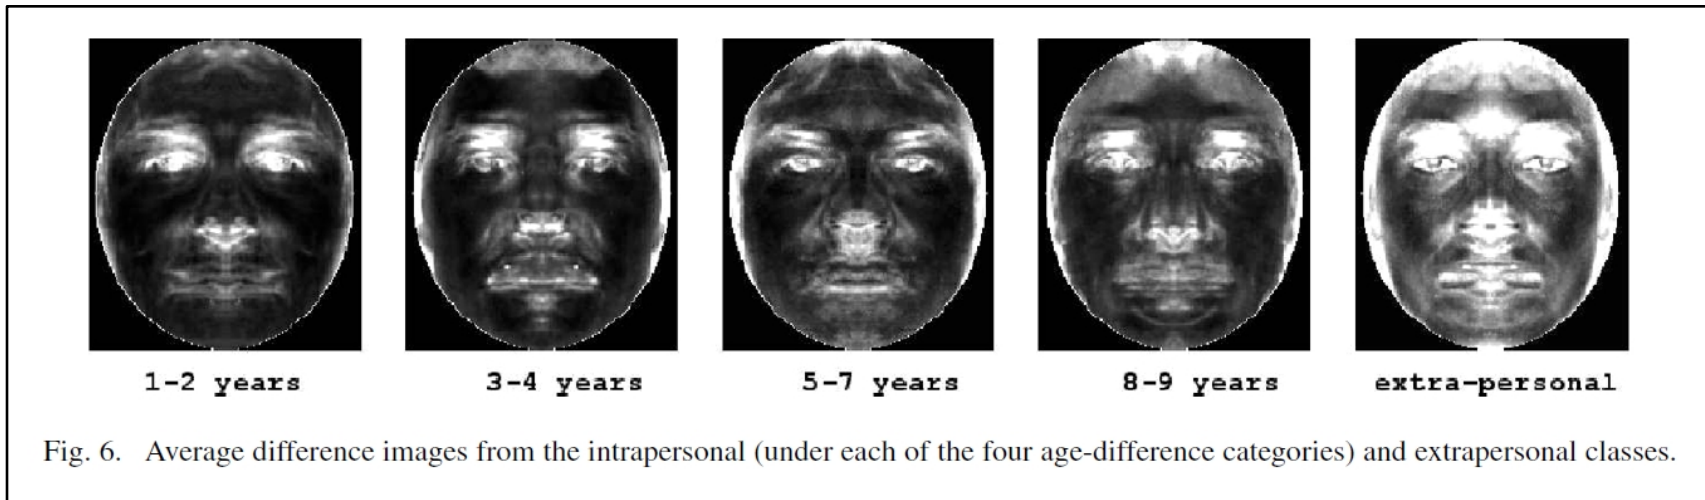 1-2 years 3-4 years 5-7 years 8-9 years extra-personal
Fig. 6. Average difference images from the intrapersonal (under each of the four age-difference categories) and extrapersonal classes.